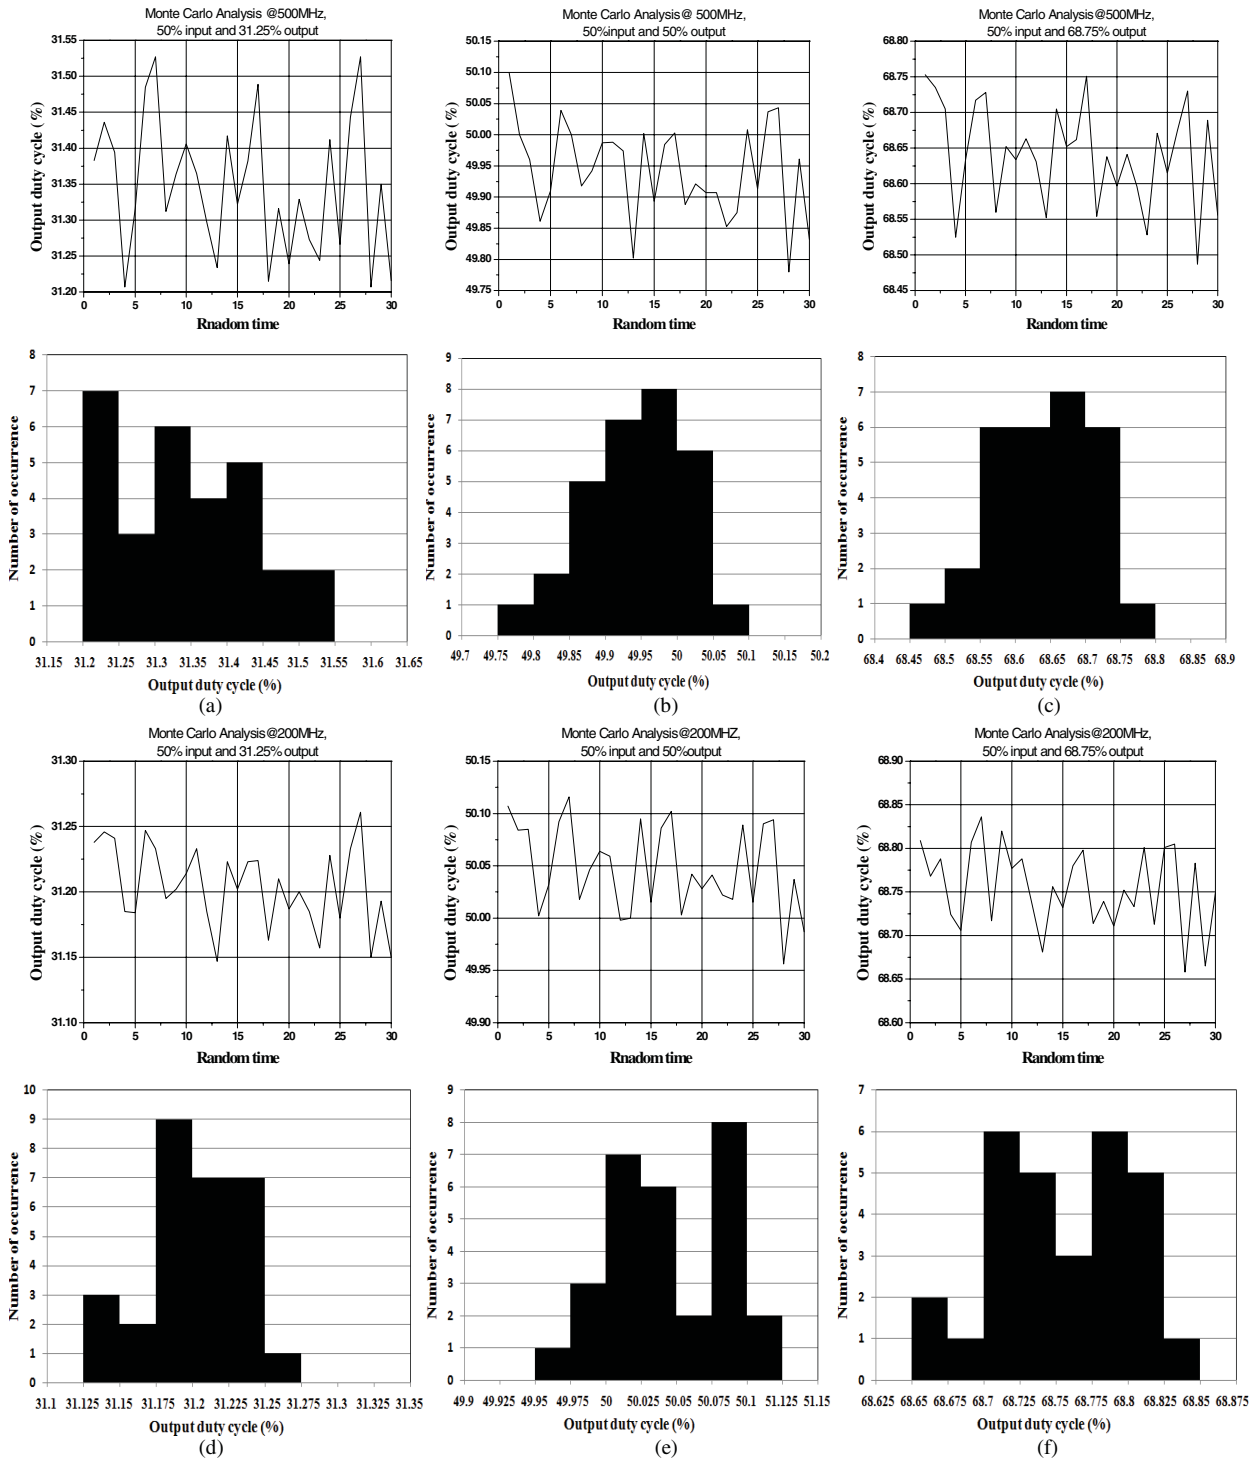 Monte Carlo Analysis @500MHz,
50% input and 31.25% output
31.55
31.50
31.45
31.40
31.35
31.30
31.25
31.20
Output duty cycle (%)
0 5 10 15 20 25 30
Rnadom time
Monte Carlo Analysis@ 500MHz,
50%input and 50% output
50.15
50.10
50.05
50.00
49.95
49.90
49.85
49.80
49.75
Output duty cycle (%)
0 5 10 15 20 25 30
Random time
Monte Carlo Analysis@500MHz,
50% input and 68.75% output
68.80
68.75
68.70
68.65
68.60
68.55
68.50
68.45
Output duty cycle (%)
0 5 10 15 20 25 30
Random time
8
7
6
5
4
3
2
1
0
Number of occurrence
31.15 31.2 31.25 31.3 31.35 31.4 31.45 31.5 31.55 31.6 31.65
Output duty cycle (%)
(a)
9
8
7
6
5
4
3
2
1
0
Number of occurrence
49.7 49.75 49.8 49.85 49.9 49.95 50 50.05 50.1 50.15 50.2
Output duty cycle (%)
(b)
8
7
6
5
4
3
2
1
0
Number of occurrence
68.4 68.45 68.5 68.55 68.6 68.65 68.7 68.75 68.8 68.85 68.9
Output duty cycle (%)
(c)
Monte Carlo Analysis@200MHz,
50% input and 31.25% output
31.30
31.25
31.20
31.15
31.10
Output duty cycle (%)
0 5 10 15 20 25 30
Random time
Monte Carlo Analysis@200MHZ,
50% input and 50%output
50.15
50.10
50.05
50.00
49.95
49.90
Output duty cycle (%)
0 5 10 15 20 25 30
Rnadom time
Monte Carlo Analysis@200MHz,
50% input and 68.75% output
68.90
68.85
68.80
68.75
68.70
68.65
68.60
Output duty cycle (%)
0 5 10 15 20 25 30
Random time
10
9
8
7
6
5
4
3
2
1
0
Number of occurrence
31.1 31.125 31.15 31.175 31.2 31.225 31.25 31.275 31.3 31.325 31.35
Output duty cycle (%)
(d)
9
8
7
6
5
4
3
2
1
0
Number of occurrence
49.9 49.925 49.95 49.975 50 50.025 50.05 50.075 50.1 51.125 51.15
Output duty cycle (%)
(e)
7
6
5
4
3
2
1
0
Number of occurrence
68.625 68.65 68.675 68.7 68.725 68.75 68.775 68.8 68.825 68.85 68.875
Output duty cycle (%)
(f)